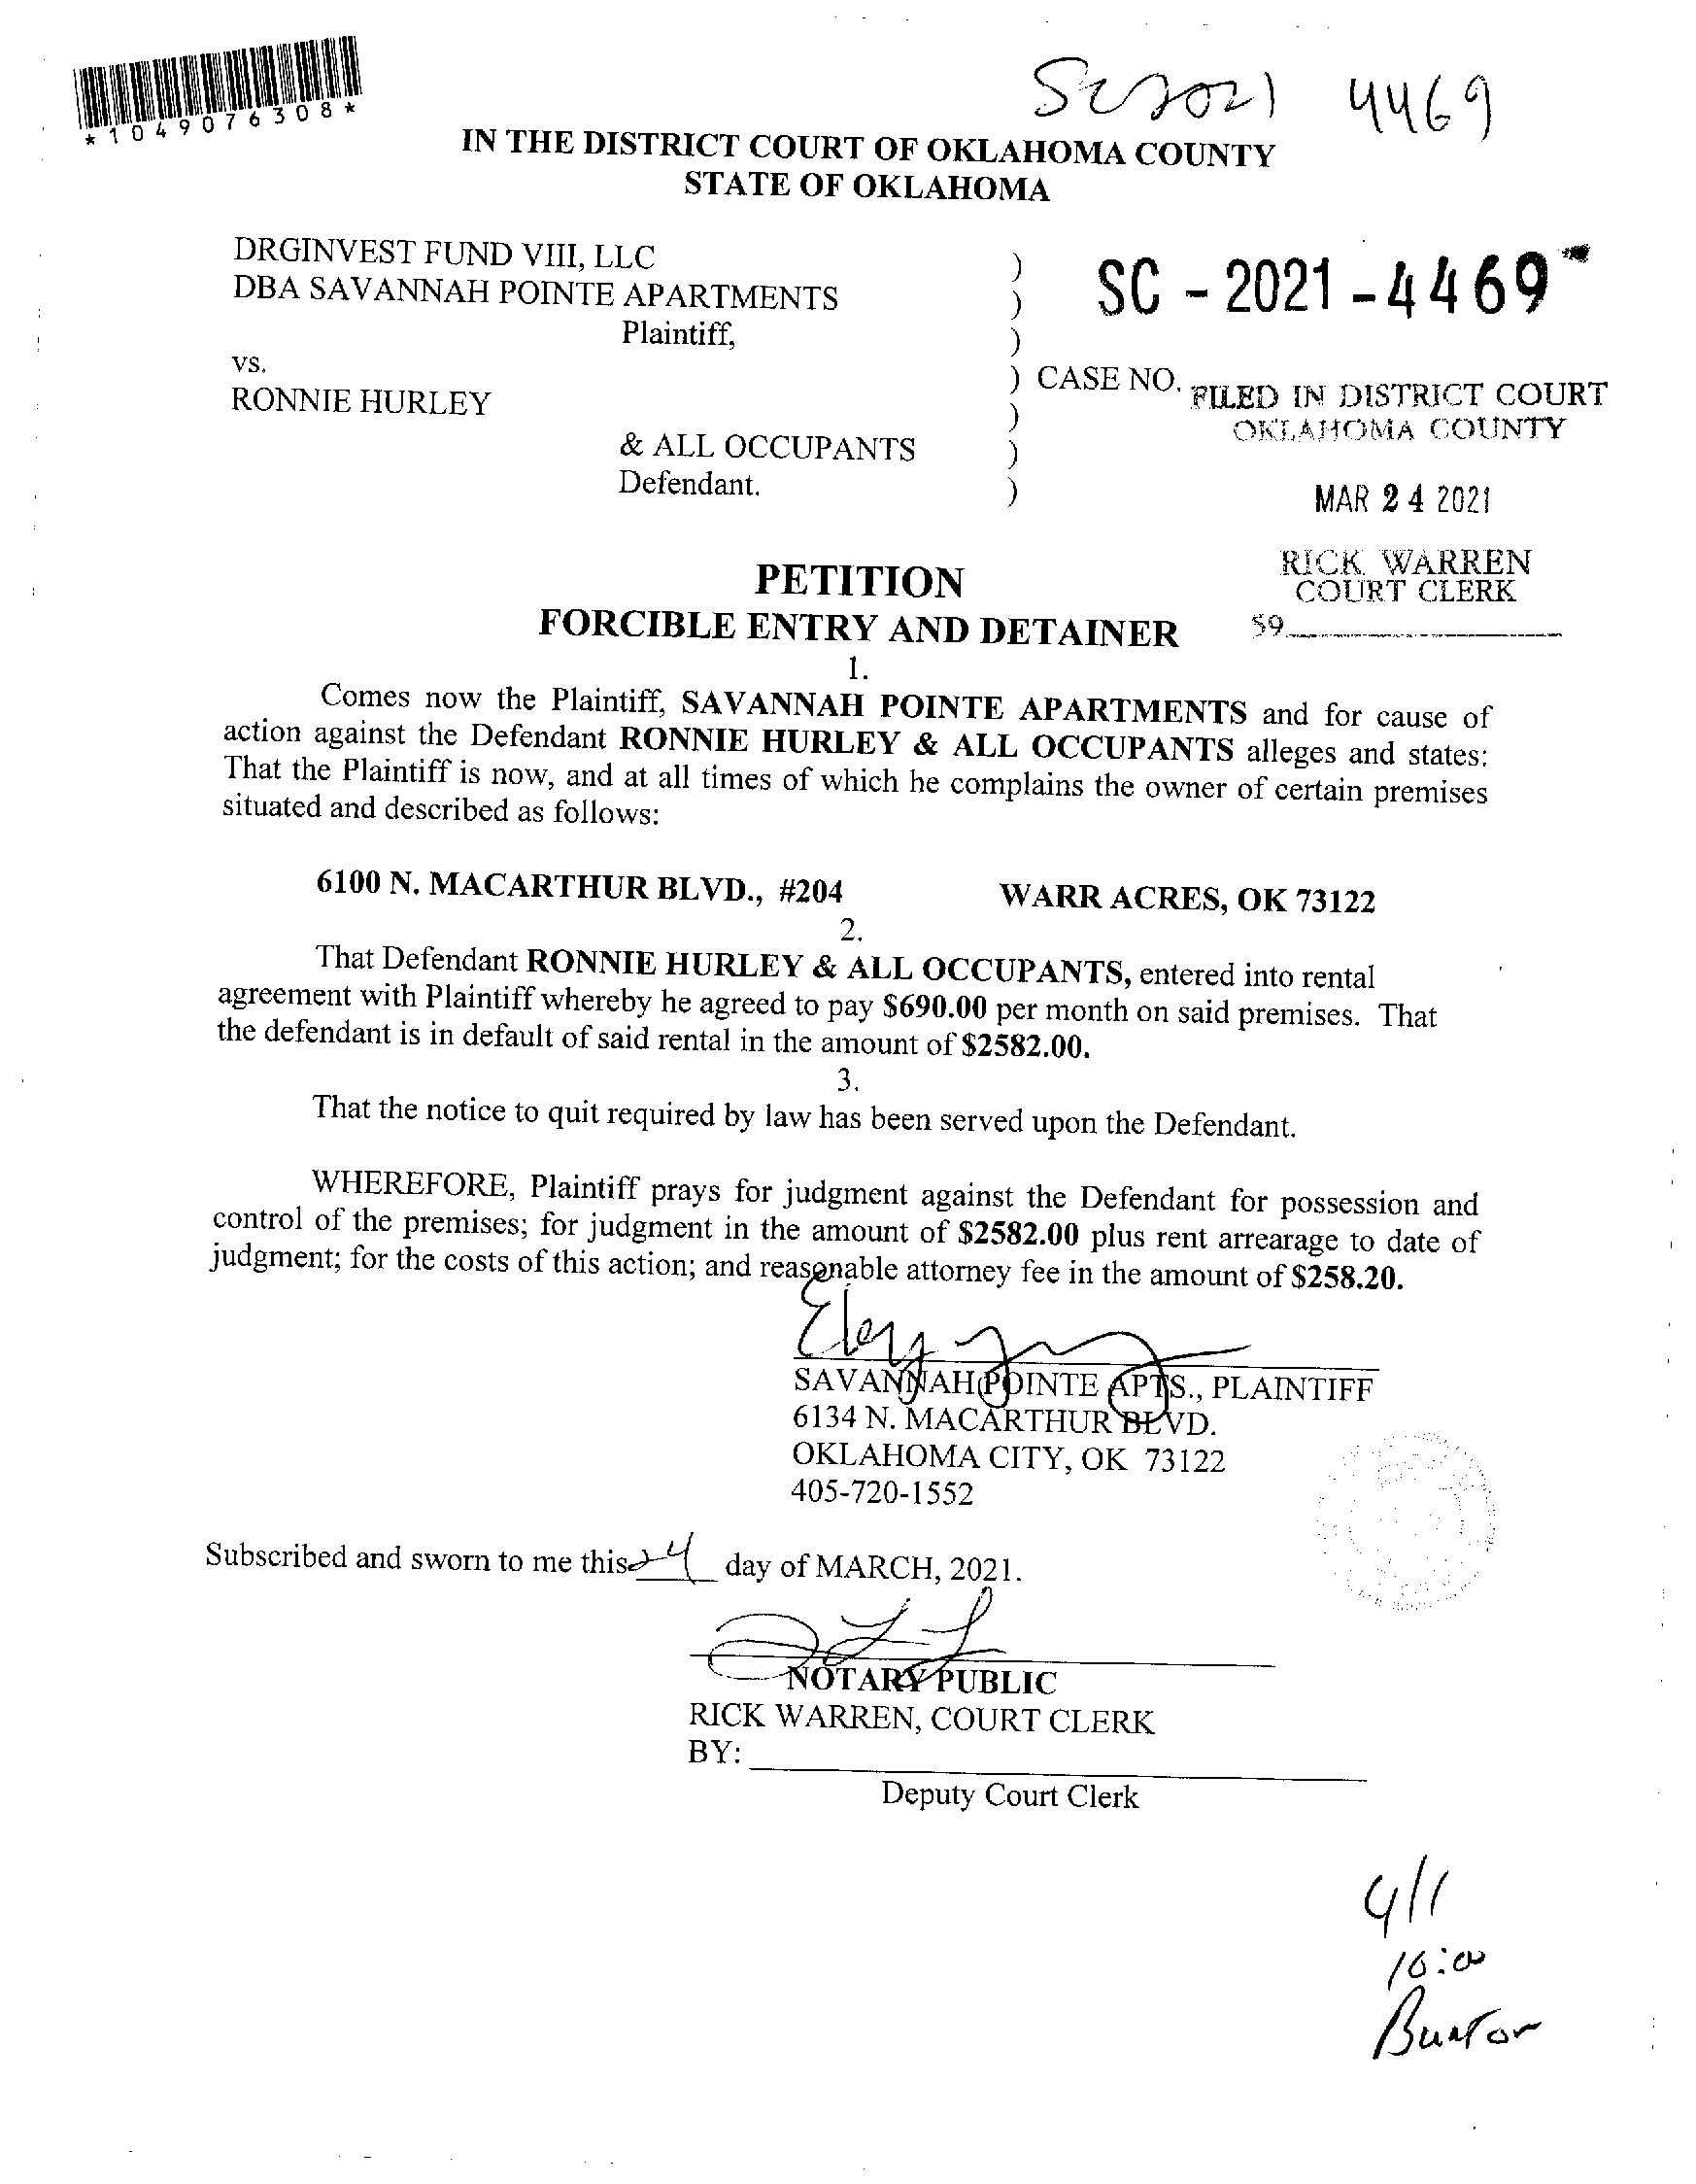 *1049076308*
SC2021 4469
IN THE DISTRICT COURT OF OKLAHOMA COUNTY
STATE OF OKLAHOMA
DRGINVEST FUND VIII, LLC )
DBA SAVANNAH POINTE APARTMENTS ) SC - 2021 - 4469
Plaintiff, )
vs. ) CASE NO.
RONNIE HURLEY )
& ALL OCCUPANTS )
Defendant. )
FILED IN DISTRICT COURT
OKLAHOMA COUNTY
MAR 24 2021
RICK WARREN
COURT CLERK
59
PETITION
FORCIBLE ENTRY AND DETAINER
1.
Comes now the Plaintiff, SAVANNAH POINTE APARTMENTS and for cause of
action against the Defendant RONNIE HURLEY & ALL OCCUPANTS alleges and states:
That the Plaintiff is now, and at all times of which he complains the owner of certain premises
situated and described as follows:
6100 N. MACARTHUR BLVD., #204 WARR ACRES, OK 73122
2.
That Defendant RONNIE HURLEY & ALL OCCUPANTS, entered into rental
agreement with Plaintiff whereby he agreed to pay $690.00 per month on said premises. That
the defendant is in default of said rental in the amount of $2582.00.
3.
That the notice to quit required by law has been served upon the Defendant.
WHEREFORE, Plaintiff prays for judgment against the Defendant for possession and
control of the premises; for judgment in the amount of $2582.00 plus rent arrearage to date of
judgment; for the costs of this action; and reasonable attorney fee in the amount of $258.20.
SAVANNAH POINTE APTS., PLAINTIFF
6134 N. MACARTHUR BLVD.
OKLAHOMA CITY, OK 73122
405-720-1552
Subscribed and sworn to me this 24 day of MARCH, 2021.
NOTARY PUBLIC
RICK WARREN, COURT CLERK
BY:
Deputy Court Clerk
4/1
10:00